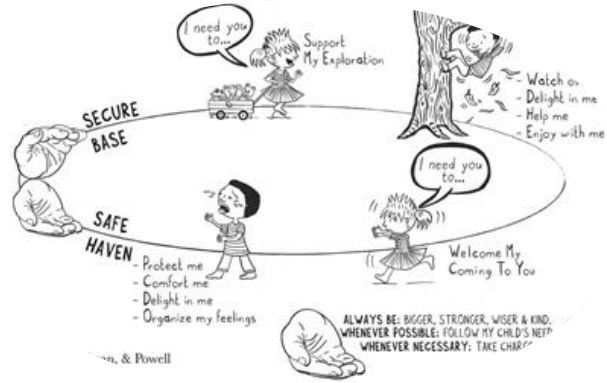 I need you
to...
Support
My Exploration
SECURE
BASE
- Watch
- Delight in me
- Help me
- Enjoy with me
I need you
to...
Welcome My
Coming To You
SAFE
HAVEN
- Protect me
- Comfort me
- Delight in me
- Organize my feelings
ALWAYS BE: BIGGER, STRONGER, WISER & KIND.
WHENEVER POSSIBLE: FOLLOW MY CHILD'S
WHENEVER NECESSARY: TAKE
& Powell